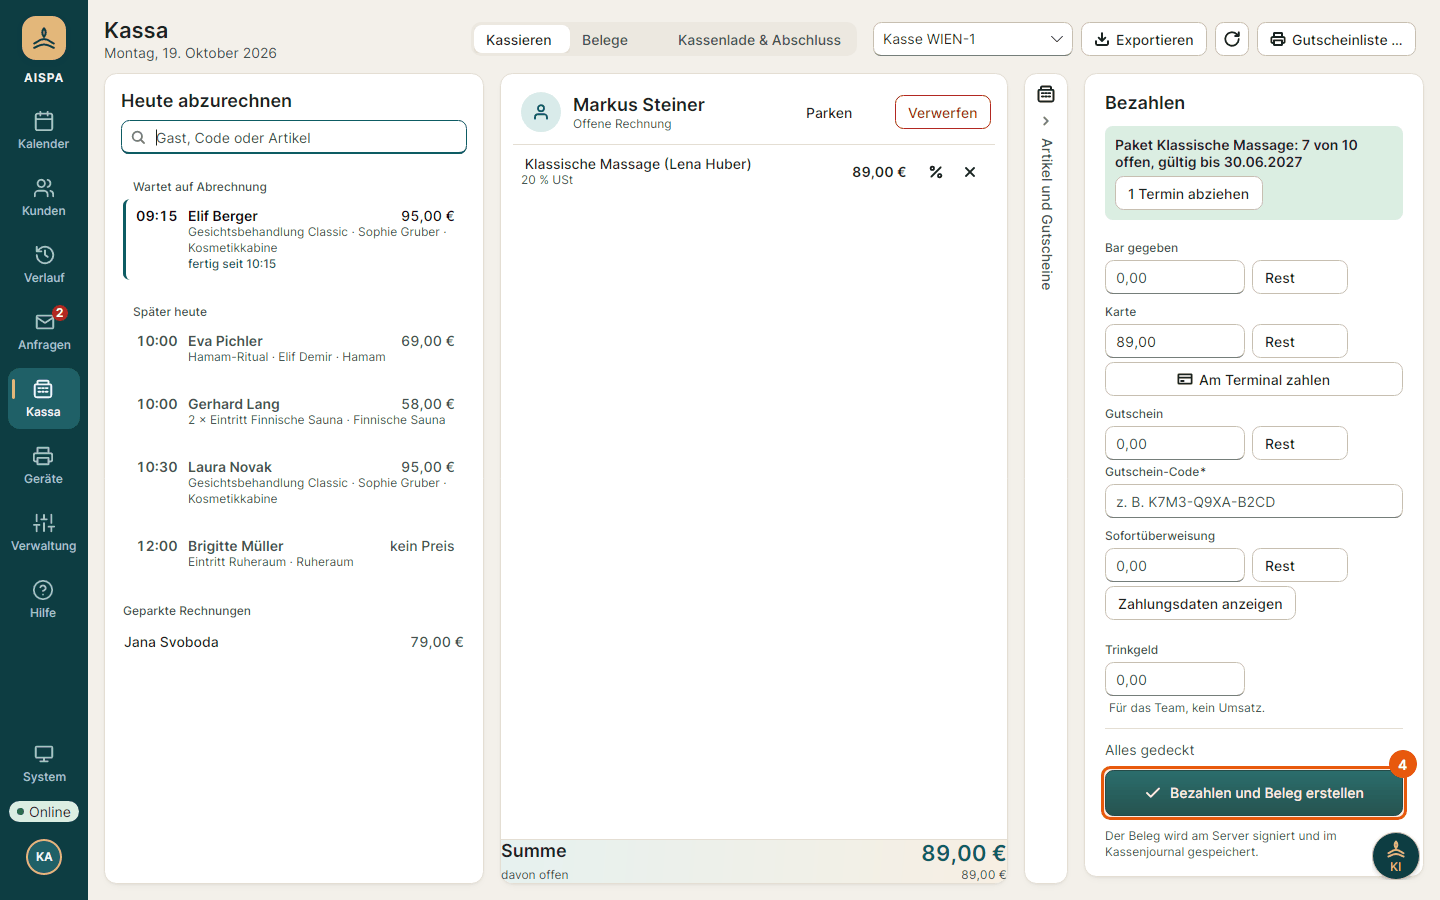 AISPA
Kalender
Kunden
Verlauf
2
Anfragen
Kassa
Geräte
Verwaltung
Hilfe
System
Online
KA
Kassa
Montag, 19. Oktober 2026
Kassieren
Belege
Kassenlade & Abschluss
Kasse WIEN-1
Exportieren
Gutscheinliste ...
Heute abzurechnen
Gast, Code oder Artikel
Wartet auf Abrechnung
09:15 Elif Berger 95,00 €
Gesichtsbehandlung Classic · Sophie Gruber ·
Kosmetikkabine
fertig seit 10:15
Später heute
10:00 Eva Pichler 69,00 €
Hamam-Ritual · Elif Demir · Hamam
10:00 Gerhard Lang 58,00 €
2 × Eintritt Finnische Sauna · Finnische Sauna
10:30 Laura Novak 95,00 €
Gesichtsbehandlung Classic · Sophie Gruber ·
Kosmetikkabine
12:00 Brigitte Müller kein Preis
Eintritt Ruheraum · Ruheraum
Geparkte Rechnungen
Jana Svoboda 79,00 €
Markus Steiner
Offene Rechnung
Parken
Verwerfen
Klassische Massage (Lena Huber)
20 % USt
89,00 €
Summe 89,00 €
davon offen 89,00 €
Artikel und Gutscheine
Bezahlen
Paket Klassische Massage: 7 von 10
offen, gültig bis 30.06.2027
1 Termin abziehen
Bar gegeben
0,00 Rest
Karte
89,00 Rest
Am Terminal zahlen
Gutschein
0,00 Rest
Gutschein-Code*
z. B. K7M3-Q9XA-B2CD
Sofortüberweisung
0,00 Rest
Zahlungsdaten anzeigen
Trinkgeld
0,00
Für das Team, kein Umsatz.
Alles gedeckt
4
Bezahlen und Beleg erstellen
Der Beleg wird am Server signiert und im
Kassenjournal gespeichert.
KI